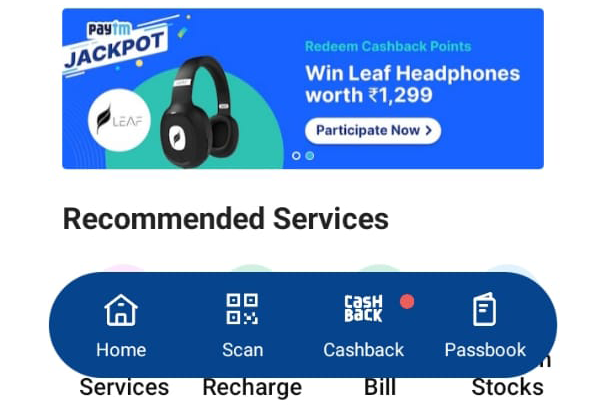 paytm
JACKPOT
LEAF
Redeem Cashback Points
Win Leaf Headphones
worth ₹1,299
Participate Now
Recommended Services
CASH
BACK
Home
Scan
Cashback
Passbook
Services
Recharge
Bill
Stocks